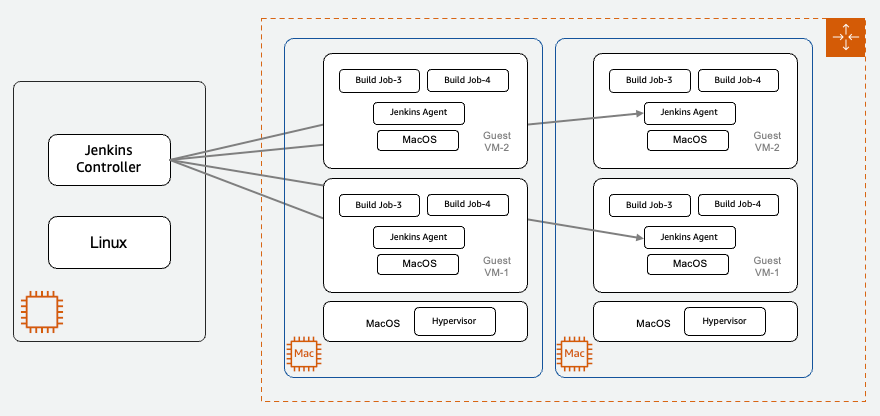 Jenkins
Controller
Linux
Build Job-3
Build Job-4
Jenkins Agent
MacOS
Guest
VM-2
Build Job-3
Build Job-4
Jenkins Agent
MacOS
Guest
VM-1
MacOS
Hypervisor
Mac
Build Job-3
Build Job-4
Jenkins Agent
MacOS
Guest
VM-2
Build Job-3
Build Job-4
Jenkins Agent
MacOS
Guest
VM-1
MacOS
Hypervisor
Mac